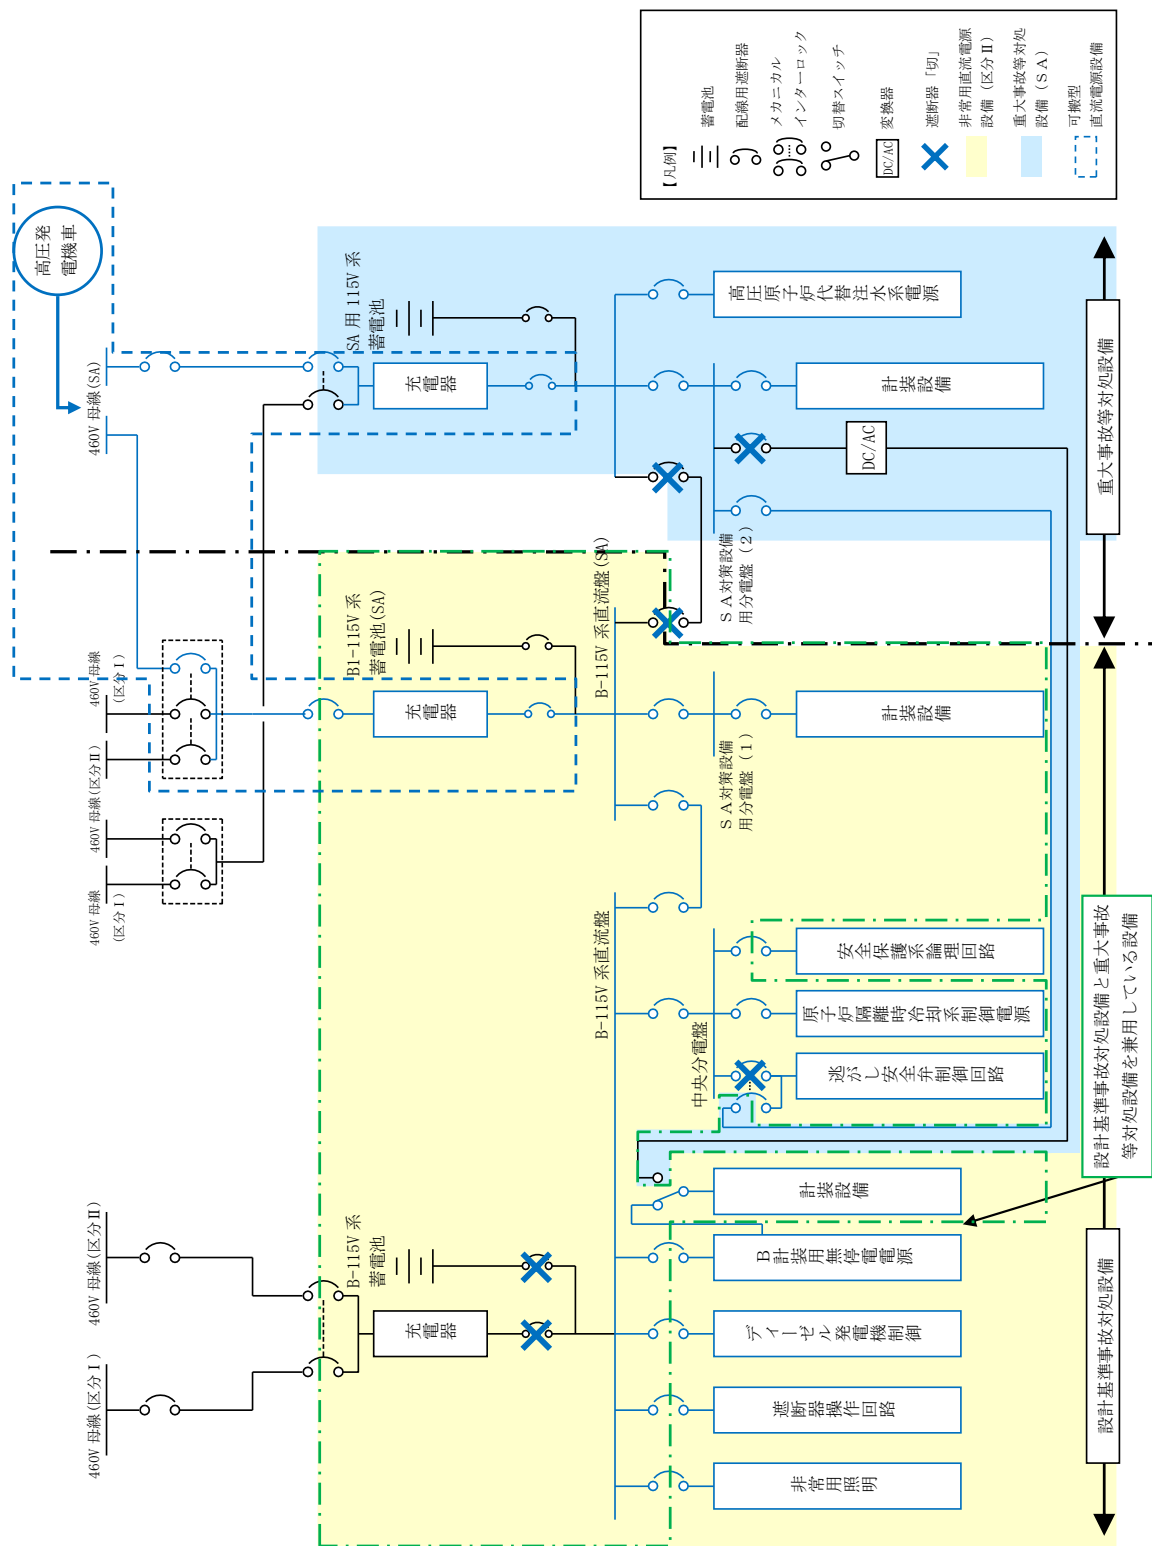 【凡例】
蓄電池
配線用遮断器
メカニカル
インターロック
切替スイッチ
DC/AC
変換器
遮断器「切」
非常用直流電源
設備（区分Ⅱ）
重大事故等対処
設備（ＳＡ）
可搬型
直流電源設備
高圧発
電機車
460V 母線(SA)
SA 用 115V 系
蓄電池
充電器
高圧原子炉代替注水系電源
計装設備
DC/AC
ＳＡ対策設備
用分電盤（２）
重大事故等対処設備
460V 母線
(区分Ⅰ)
460V 母線(区分Ⅱ)
460V 母線(区分Ⅱ)
460V 母線
(区分Ⅰ)
B1-115V 系
蓄電池(SA)
充電器
B-115V 系直流盤(SA)
ＳＡ対策設備
用分電盤（１）
計装設備
B-115V 系直流盤
中央分電盤
安全保護系論理回路
原子炉隔離時冷却系制御電源
逃がし安全弁制御回路
設計基準事故対処設備と重大事故
等対処設備を兼用している設備
460V 母線(区分Ⅱ)
460V 母線(区分Ⅰ)
B-115V 系
蓄電池
充電器
計装設備
B計装用無停電電源
ディーゼル発電機制御
遮断器操作回路
非常用照明
設計基準事故対処設備